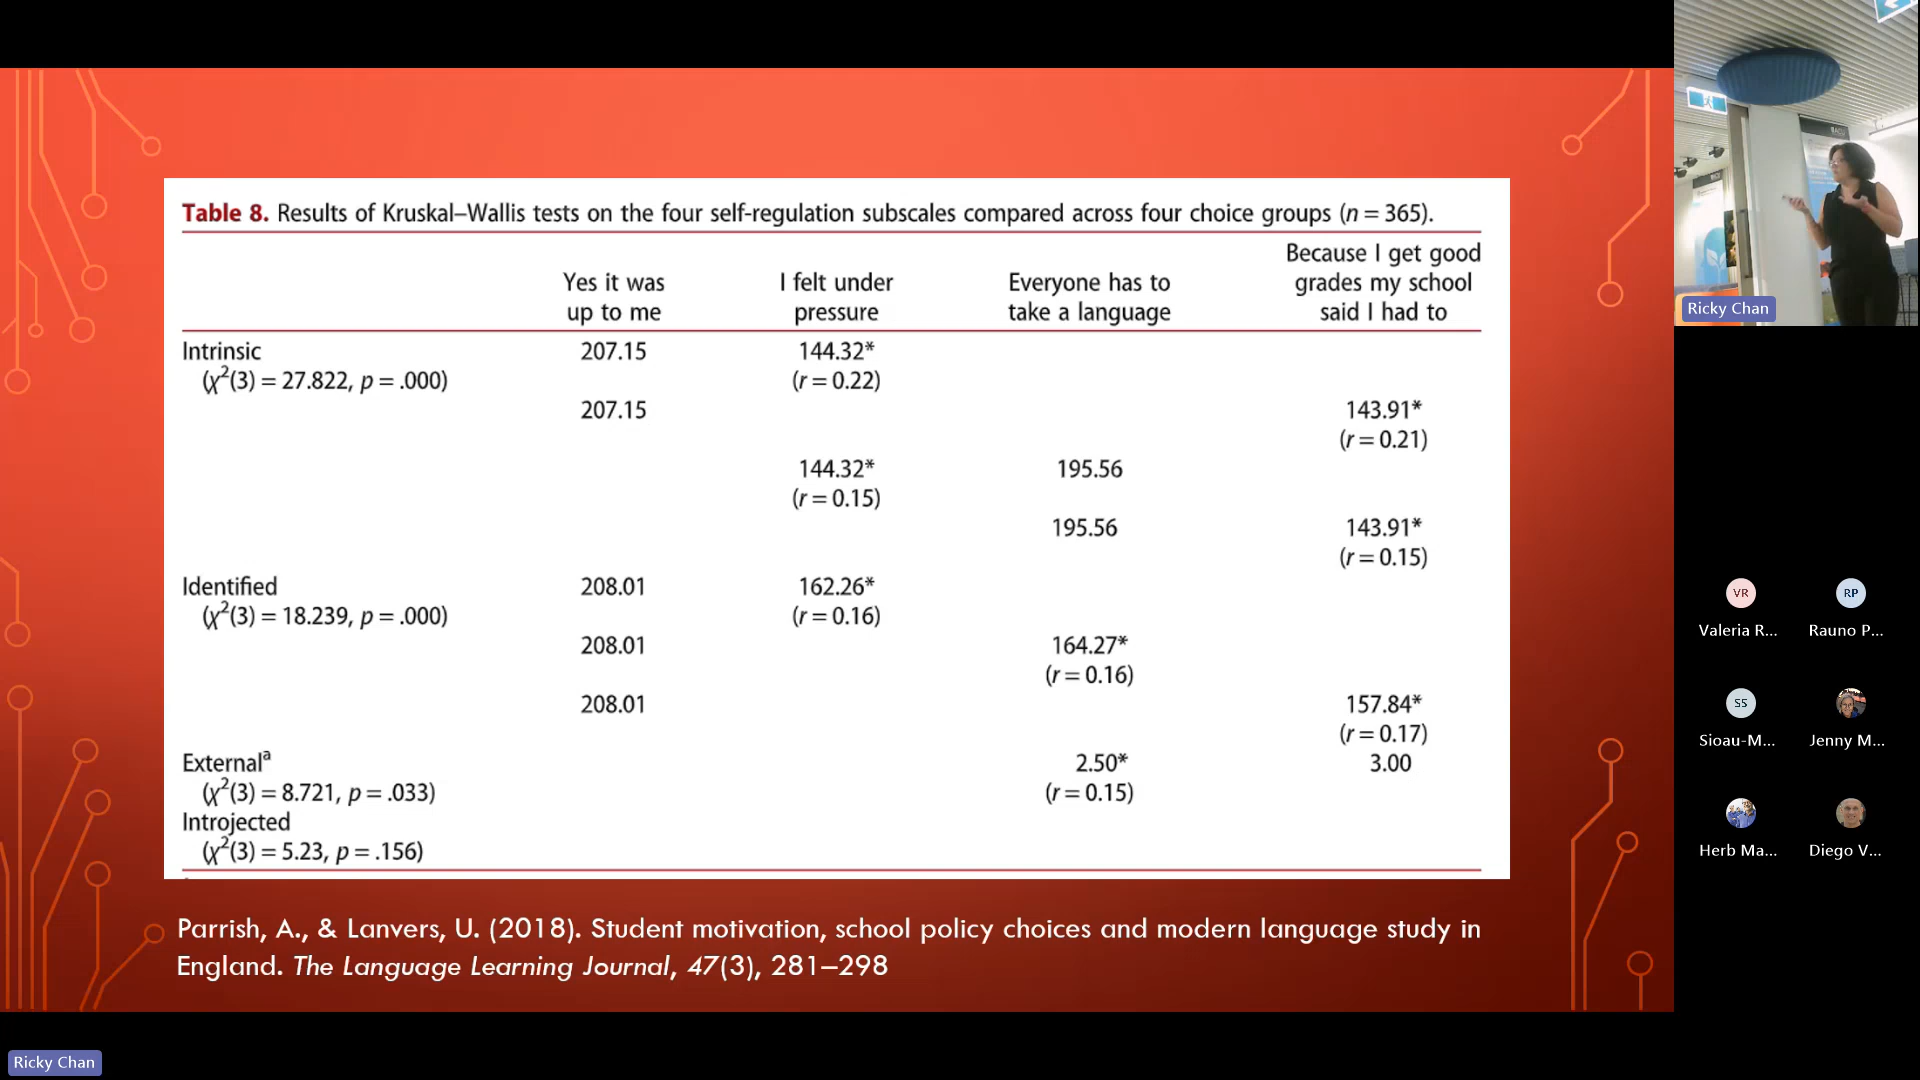 Table 8. Results of Kruskal–Wallis tests on the four self-regulation subscales compared across four choice groups (n = 365).
Yes it was up to me
I felt under pressure
Everyone has to take a language
Because I get good grades my school said I had to
Intrinsic 207.15 144.32*
(χ²(3) = 27.822, p = .000) (r = 0.22)
207.15 143.91*
(r = 0.21)
144.32* 195.56
(r = 0.15)
195.56 143.91*
(r = 0.15)
Identified 208.01 162.26*
(χ²(3) = 18.239, p = .000) (r = 0.16)
208.01 164.27*
(r = 0.16)
208.01 157.84*
(r = 0.17)
Externalᵃ 2.50* 3.00
(χ²(3) = 8.721, p = .033) (r = 0.15)
Introjected
(χ²(3) = 5.23, p = .156)
Parrish, A., & Lanvers, U. (2018). Student motivation, school policy choices and modern language study in
England. The Language Learning Journal, 47(3), 281–298
Ricky Chan
VR RP
Valeria R... Rauno P...
SS
Sioau-M... Jenny M...
Herb Ma... Diego V...
Ricky Chan